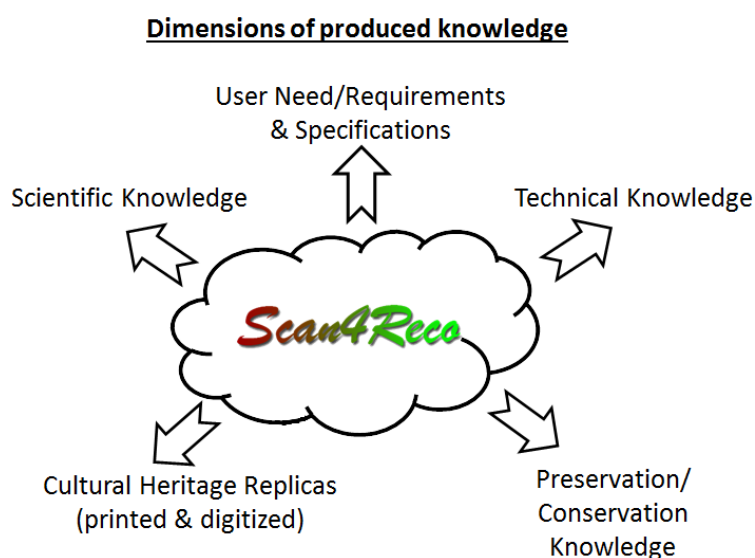 Dimensions of produced knowledge
User Need/Requirements
& Specifications
Scientific Knowledge
Technical Knowledge
Scan4Reco
Cultural Heritage Replicas
(printed & digitized)
Preservation/
Conservation
Knowledge